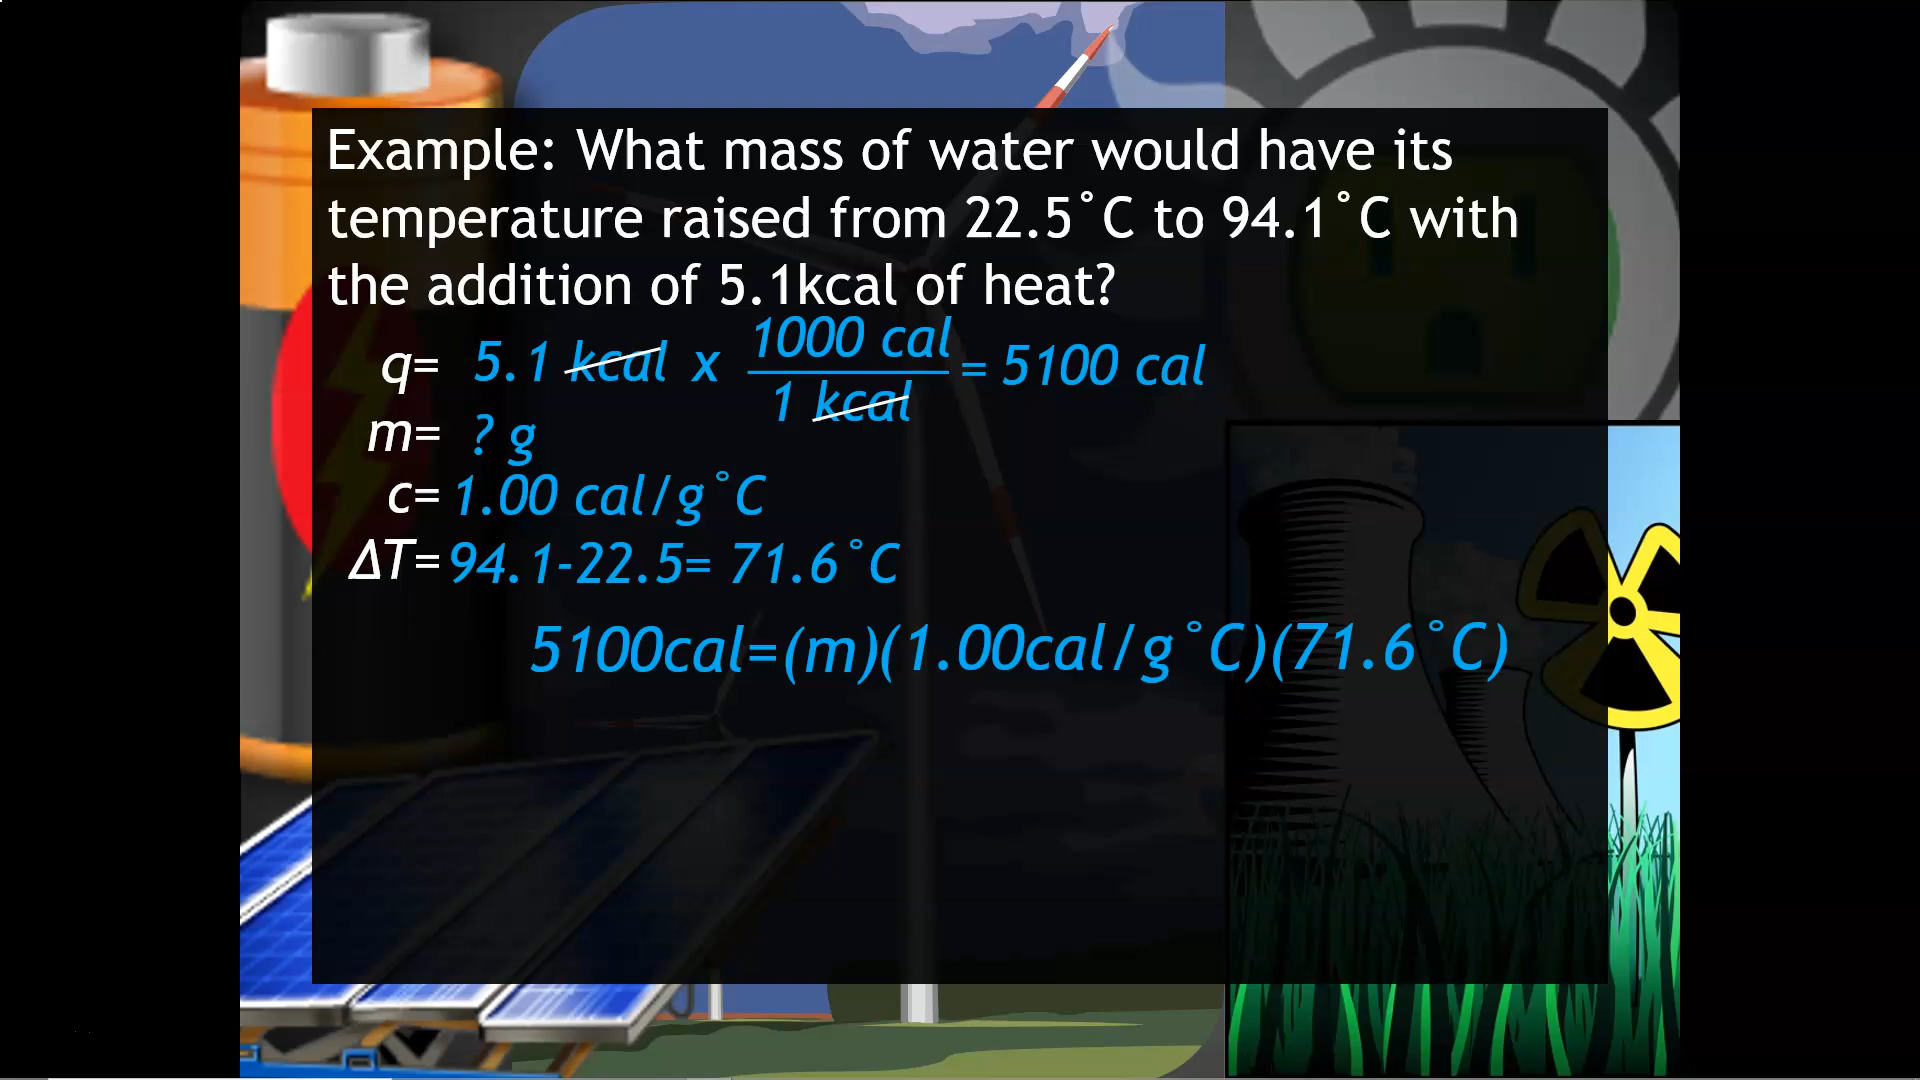 Example: What mass of water would have its
temperature raised from 22.5˚C to 94.1˚C with
the addition of 5.1kcal of heat?
q= 5.1 kcal x 1000 cal / 1 kcal = 5100 cal
m= ? g
c= 1.00 cal/g˚C
ΔT= 94.1-22.5= 71.6˚C
5100cal=(m)(1.00cal/g˚C)(71.6˚C)